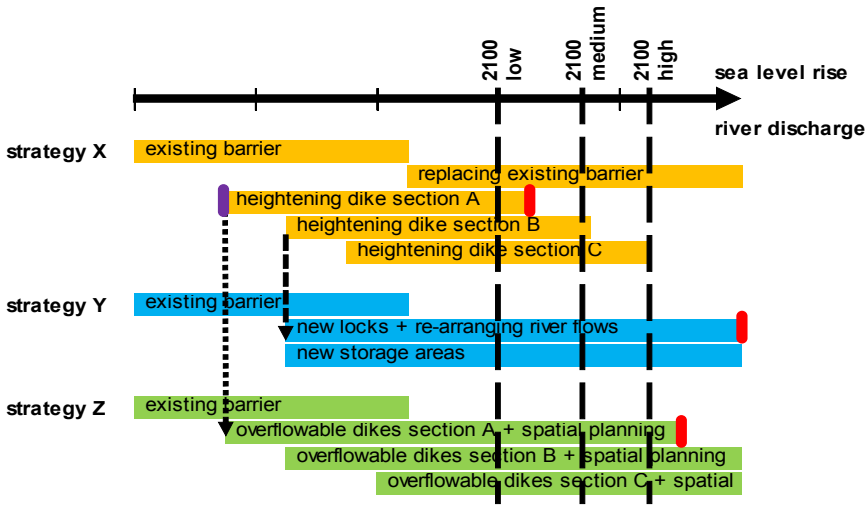 2100
low
2100
medium
2100
high
sea level rise
river discharge
strategy X
existing barrier
replacing existing barrier
heightening dike section A
heightening dike section B
heightening dike section C
strategy Y
existing barrier
new locks + re-arranging river flows
new storage areas
strategy Z
existing barrier
overflowable dikes section A + spatial planning
overflowable dikes section B + spatial planning
overflowable dikes section C + spatial